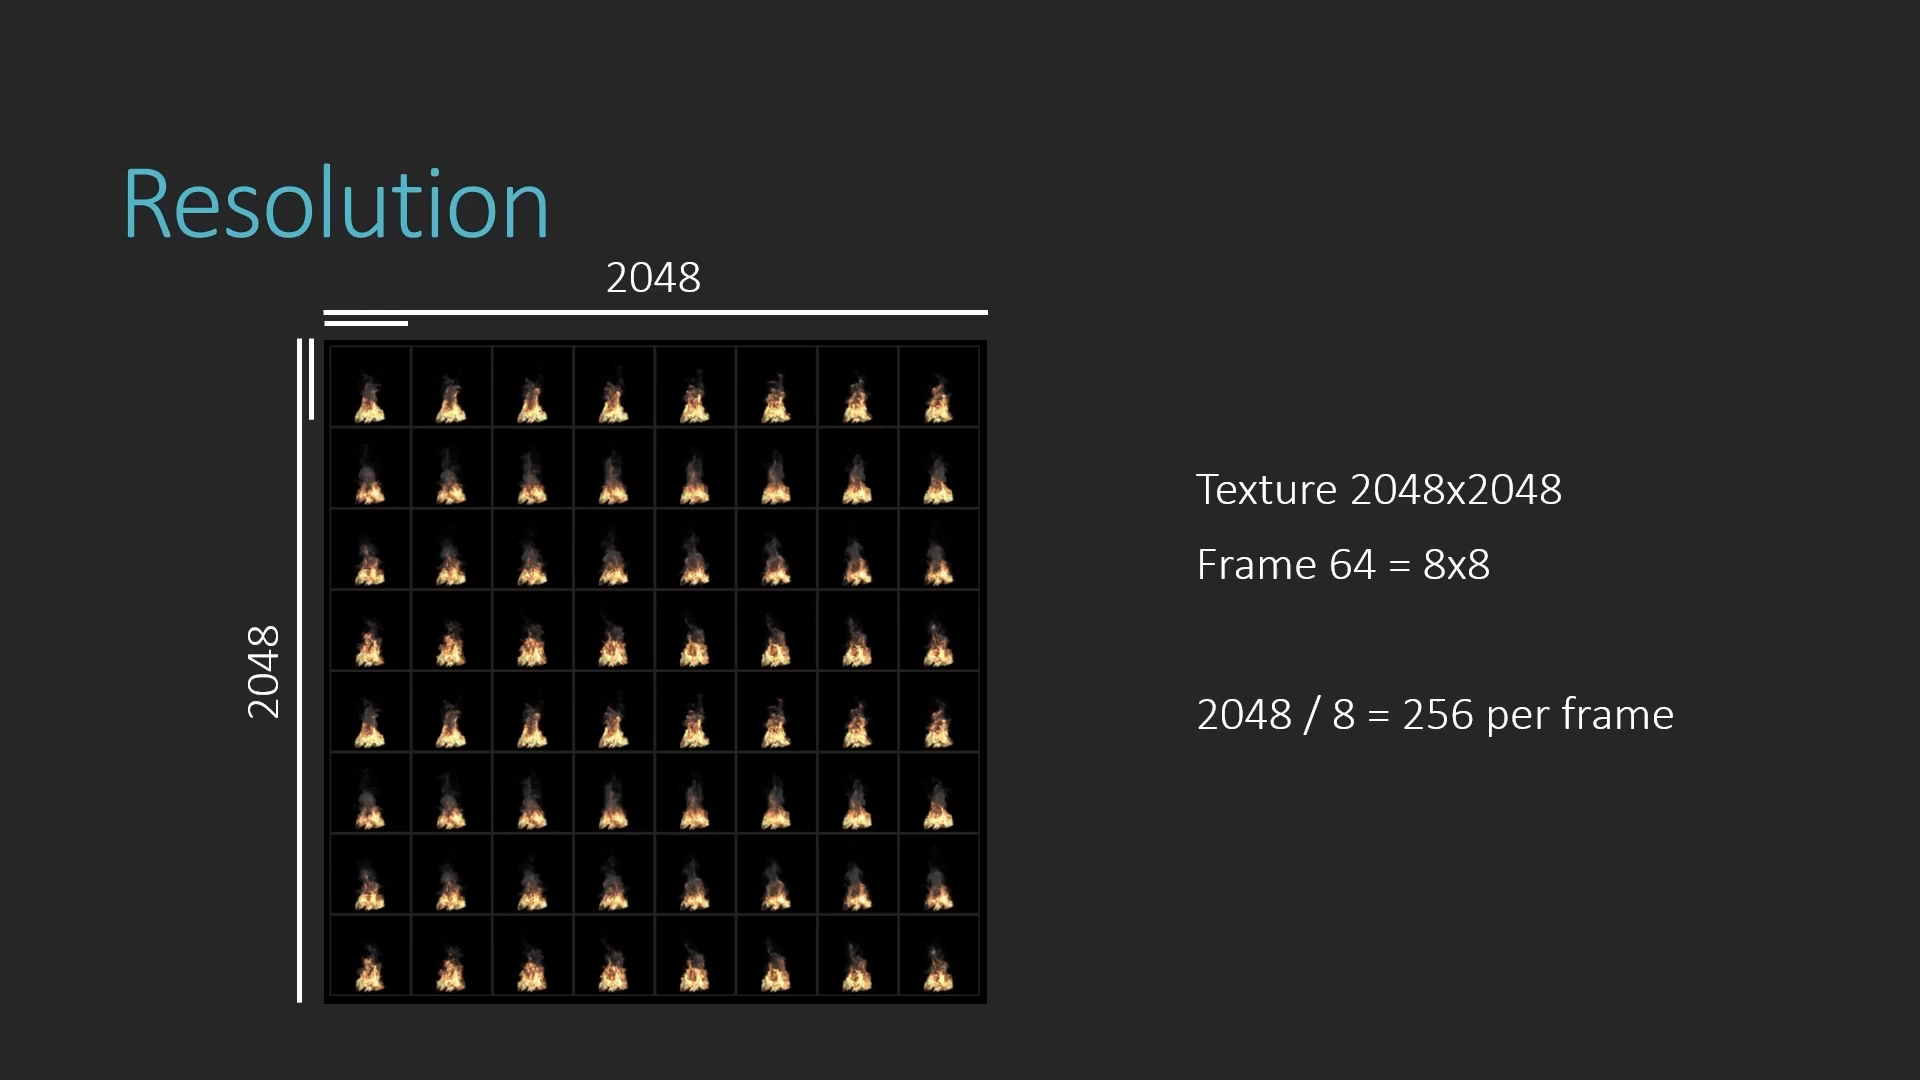 Resolution
2048
2048
Texture 2048x2048
Frame 64 = 8x8
2048 / 8 = 256 per frame